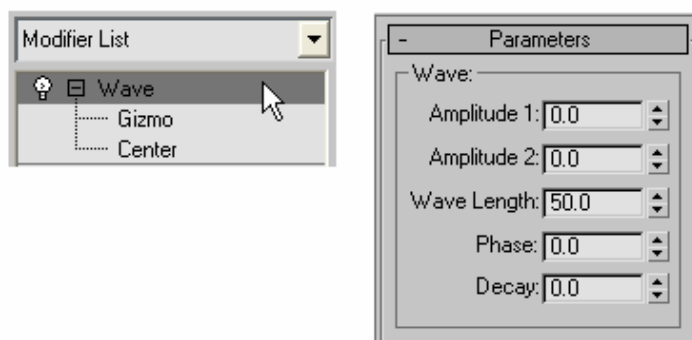 Modifier List
Wave
Gizmo
Center
- Parameters
Wave:
Amplitude 1: 0.0
Amplitude 2: 0.0
Wave Length: 50.0
Phase: 0.0
Decay: 0.0